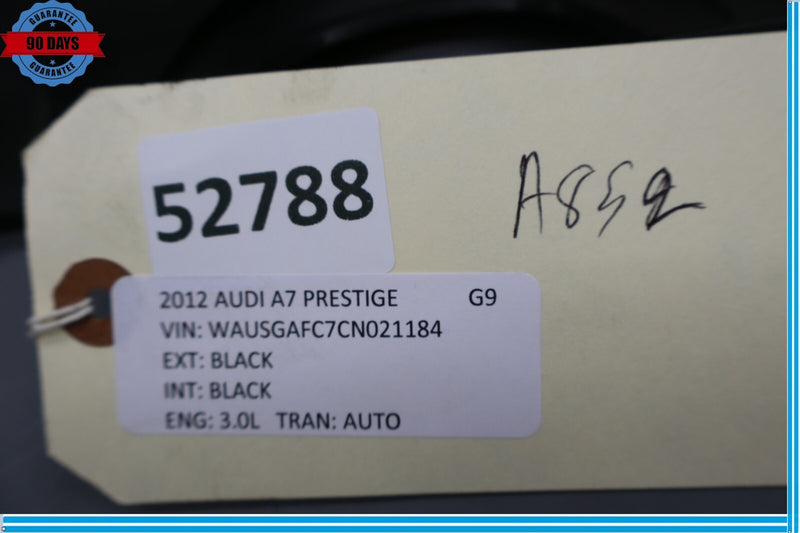 GUARANTEE
90 DAYS
GUARANTEE
52788
2012 AUDI A7 PRESTIGE G9
VIN: WAUSGAFC7CN021184
EXT: BLACK
INT: BLACK
ENG: 3.0L TRAN: AUTO